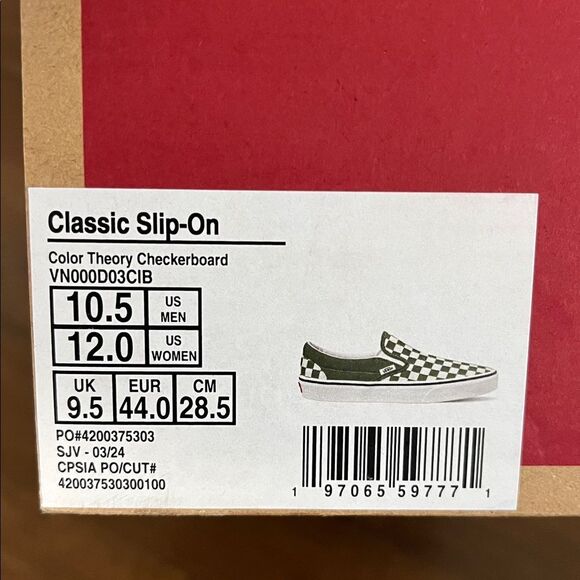 Classic Slip-On
Color Theory Checkerboard
VN000D03CIB
10.5 US MEN
12.0 US WOMEN
UK 9.5 EUR 44.0 CM 28.5
PO#4200375303
SJV - 03/24
CPSIA PO/CUT#
420037530300100
1 97065 59777 1